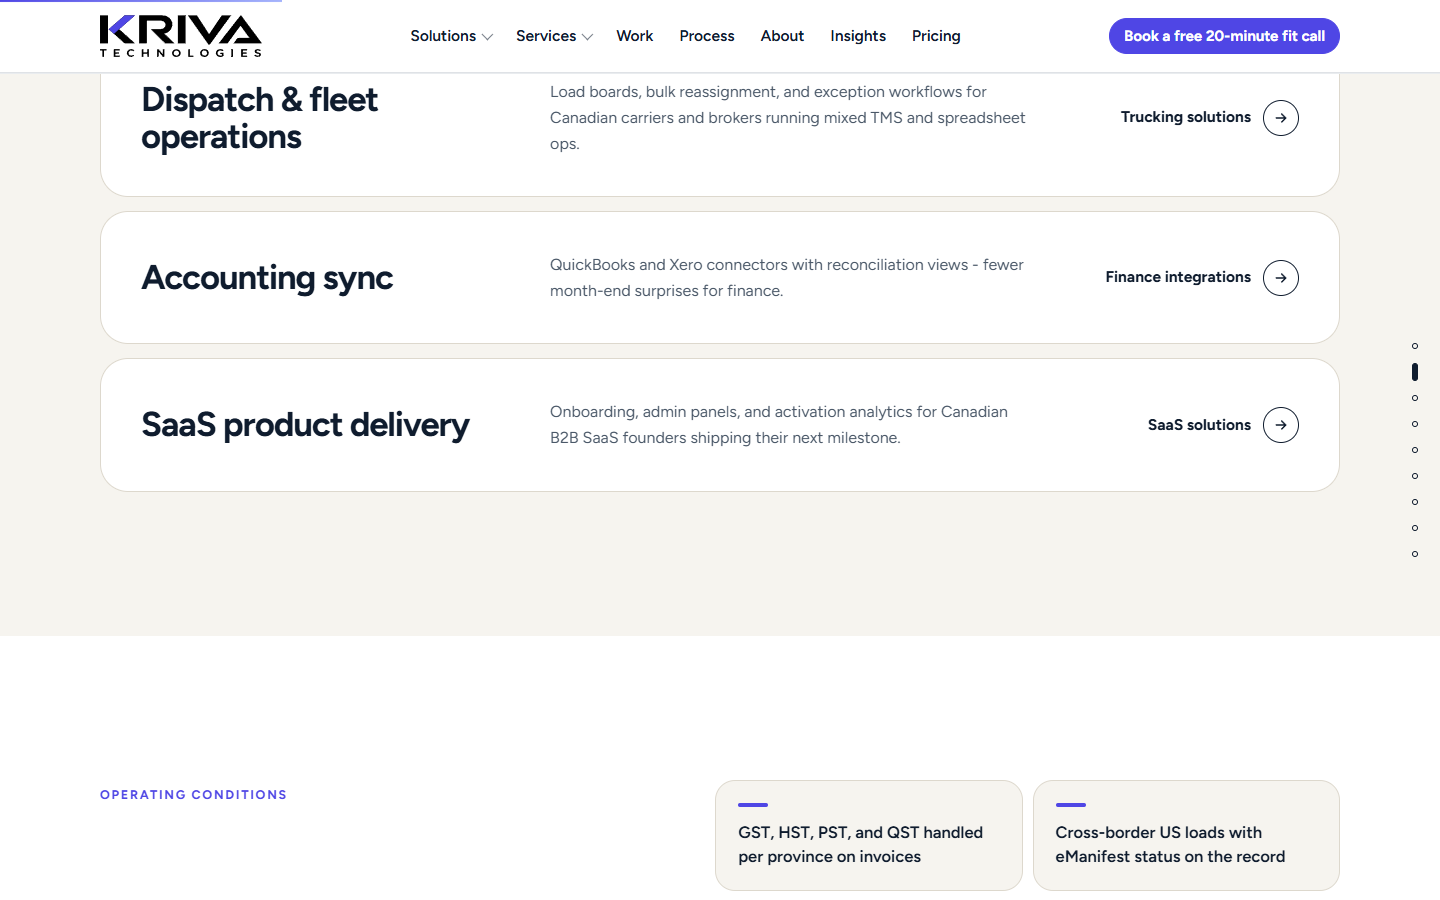 KRIVA
TECHNOLOGIES
Solutions
Services
Work
Process
About
Insights
Pricing
Book a free 20-minute fit call
Dispatch & fleet
operations
Load boards, bulk reassignment, and exception workflows for
Canadian carriers and brokers running mixed TMS and spreadsheet
ops.
Trucking solutions
Accounting sync
QuickBooks and Xero connectors with reconciliation views - fewer
month-end surprises for finance.
Finance integrations
SaaS product delivery
Onboarding, admin panels, and activation analytics for Canadian
B2B SaaS founders shipping their next milestone.
SaaS solutions
OPERATING CONDITIONS
GST, HST, PST, and QST handled
per province on invoices
Cross-border US loads with
eManifest status on the record